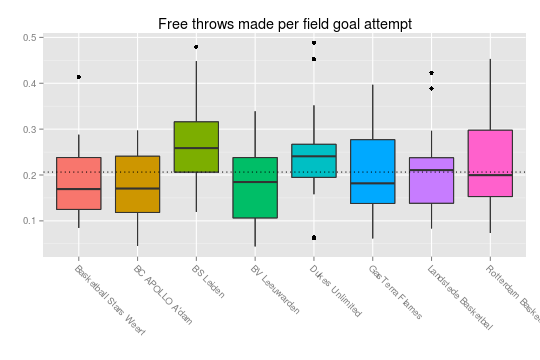 Free throws made per field goal attempt
0.5
0.4
0.3
0.2
0.1
Basketball Stars Weert
BC APOLLO A'dam
BS Leiden
BV Leeuwarden
Dukes Unlimited
GasTerra Flames
Landstede Basketbal
Rotterdam Baske